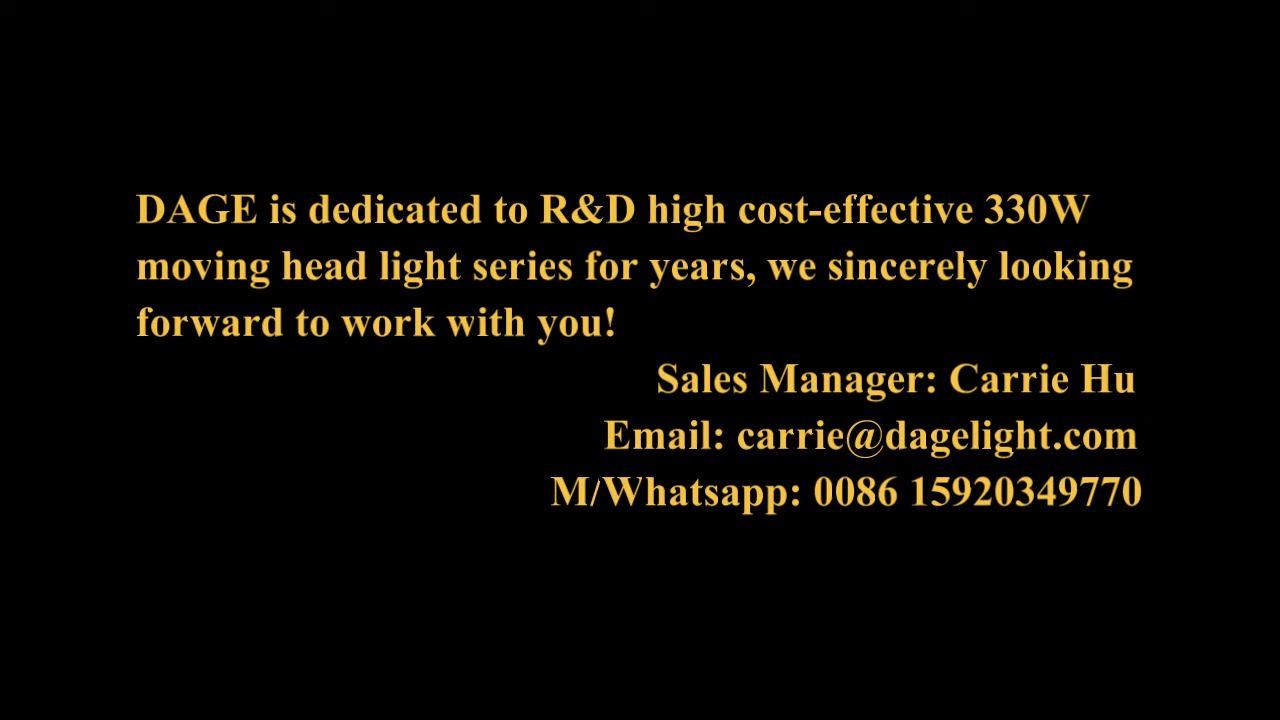 DAGE is dedicated to R&D high cost-effective 330W
moving head light series for years, we sincerely looking
forward to work with you!
Sales Manager: Carrie Hu
Email: carrie@dagelight.com
M/Whatsapp: 0086 15920349770